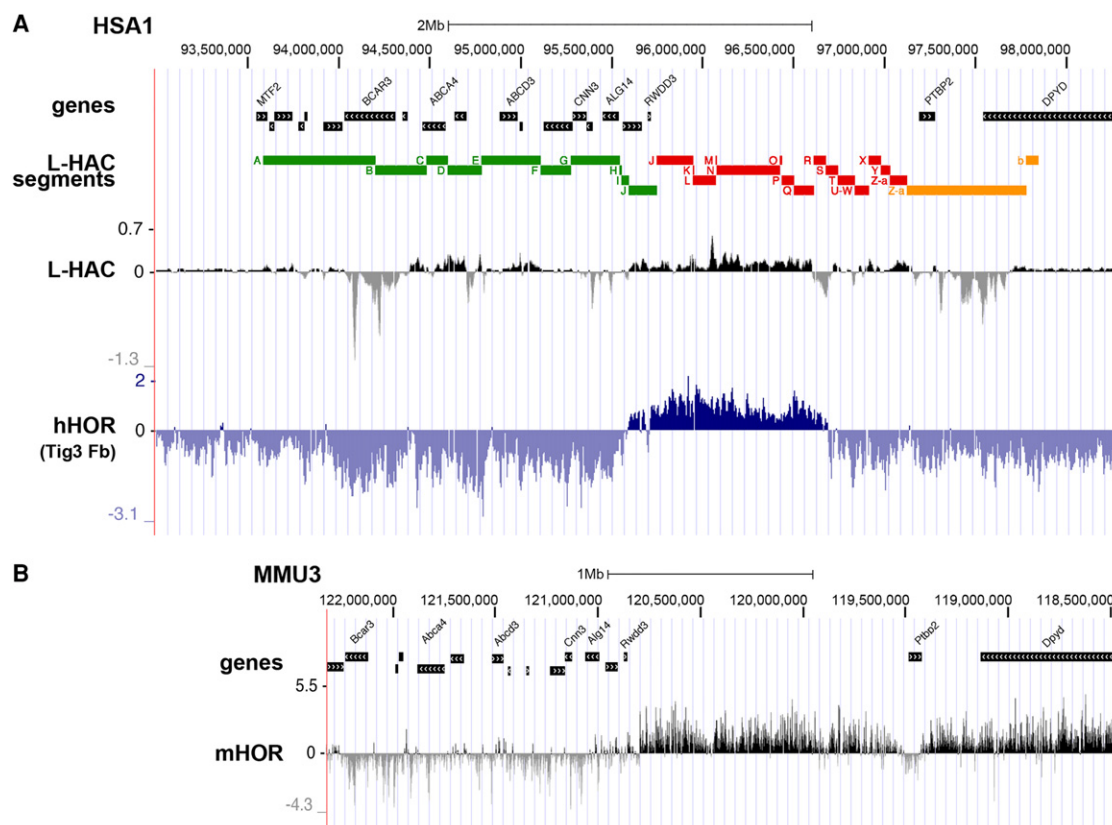 A
HSA1
2Mb
93,500,000 94,000,000 94,500,000 95,000,000 95,500,000 96,000,000 96,500,000 97,000,000 97,500,000 98,000,000
MTF2 BCAR3 ABCA4 ABCD3 CNN3 ALG14 RWDD3 PTBP2 DPYD
genes
L-HAC
segments
A C E G J M O R X b
B D F H K N S Y
I L P T Z-a
J Q U-W Z-a
0.7
L-HAC 0
-1.3
2
hHOR 0
(Tig3 Fb)
-3.1
B
MMU3
1Mb
122,000,000 121,500,000 121,000,000 120,500,000 120,000,000 119,500,000 119,000,000 118,500,000
Bcar3 Abca4 Abcd3 Cnn3 Alg14 Rwdd3 Ptbp2 Dpyd
genes
5.5
mHOR 0
-4.3